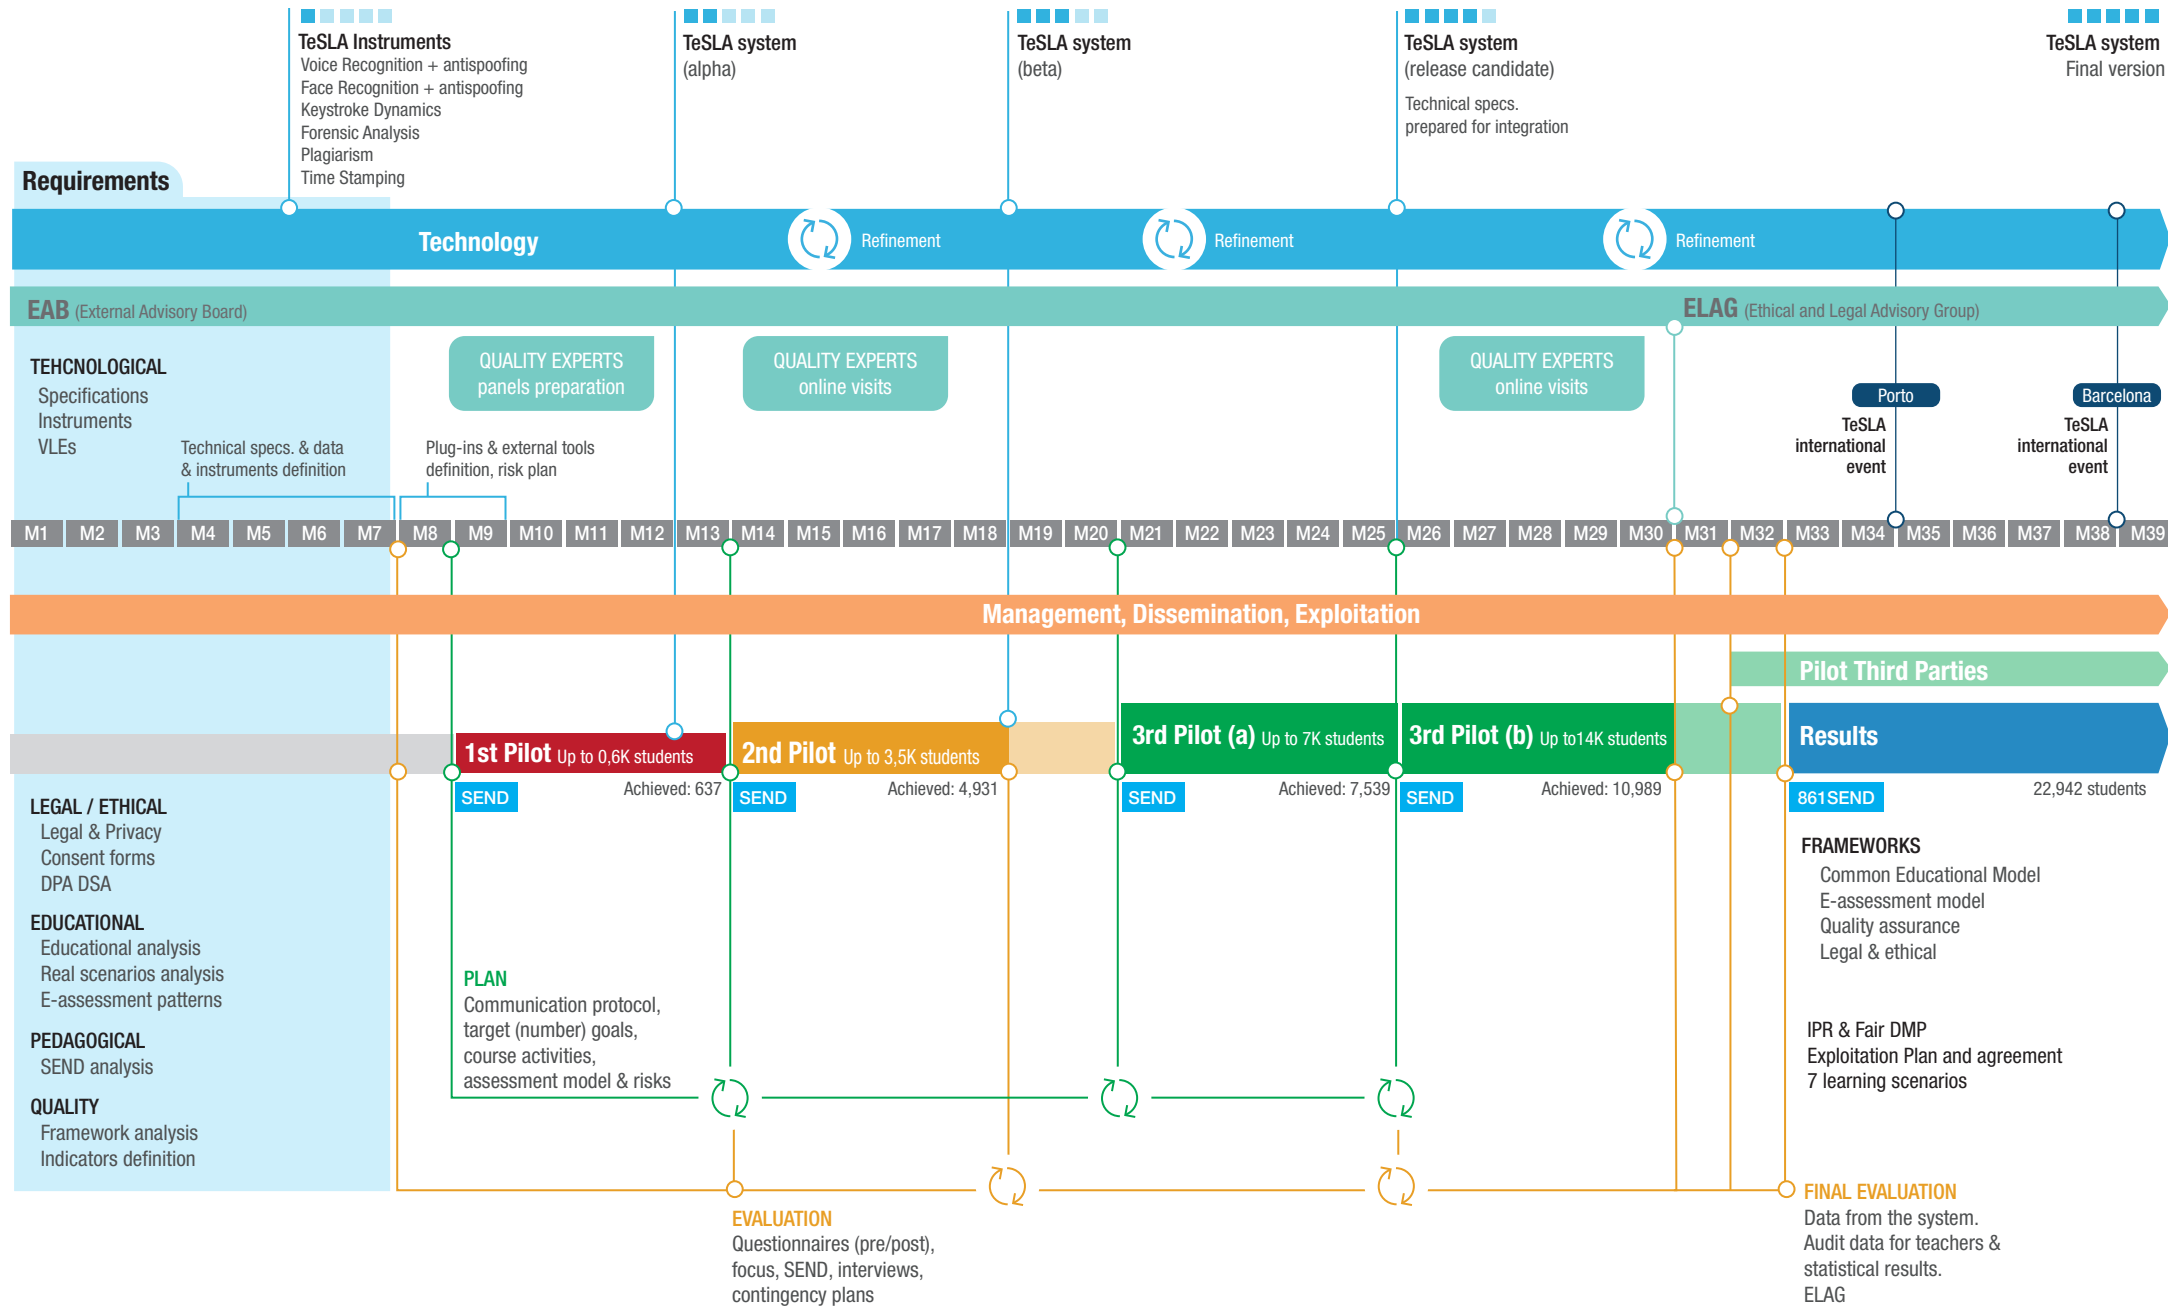 TeSLA Instruments
Voice Recognition + antispoofing
Face Recognition + antispoofing
Keystroke Dynamics
Forensic Analysis
Plagiarism
Time Stamping
TeSLA system
(alpha)
TeSLA system
(beta)
TeSLA system
(release candidate)
Technical specs.
prepared for integration
TeSLA system
Final version
Requirements
Technology
Refinement
Refinement
Refinement
EAB (External Advisory Board)
ELAG (Ethical and Legal Advisory Group)
TEHCNOLOGICAL
Specifications
Instruments
VLEs
QUALITY EXPERTS
panels preparation
QUALITY EXPERTS
online visits
QUALITY EXPERTS
online visits
Porto
TeSLA
international
event
Barcelona
TeSLA
international
event
Technical specs. & data
& instruments definition
Plug-ins & external tools
definition, risk plan
M1 M2 M3 M4 M5 M6 M7 M8 M9 M10 M11 M12 M13 M14 M15 M16 M17 M18 M19 M20 M21 M22 M23 M24 M25 M26 M27 M28 M29 M30 M31 M32 M33 M34 M35 M36 M37 M38 M39
Management, Dissemination, Exploitation
Pilot Third Parties
1st Pilot Up to 0,6K students
2nd Pilot Up to 3,5K students
3rd Pilot (a) Up to 7K students
3rd Pilot (b) Up to14K students
Results
SEND
Achieved: 637
SEND
Achieved: 4,931
SEND
Achieved: 7,539
SEND
Achieved: 10,989
861SEND
22,942 students
LEGAL / ETHICAL
Legal & Privacy
Consent forms
DPA DSA
EDUCATIONAL
Educational analysis
Real scenarios analysis
E-assessment patterns
PEDAGOGICAL
SEND analysis
QUALITY
Framework analysis
Indicators definition
PLAN
Communication protocol,
target (number) goals,
course activities,
assessment model & risks
FRAMEWORKS
Common Educational Model
E-assessment model
Quality assurance
Legal & ethical
IPR & Fair DMP
Exploitation Plan and agreement
7 learning scenarios
EVALUATION
Questionnaires (pre/post),
focus, SEND, interviews,
contingency plans
FINAL EVALUATION
Data from the system.
Audit data for teachers &
statistical results.
ELAG